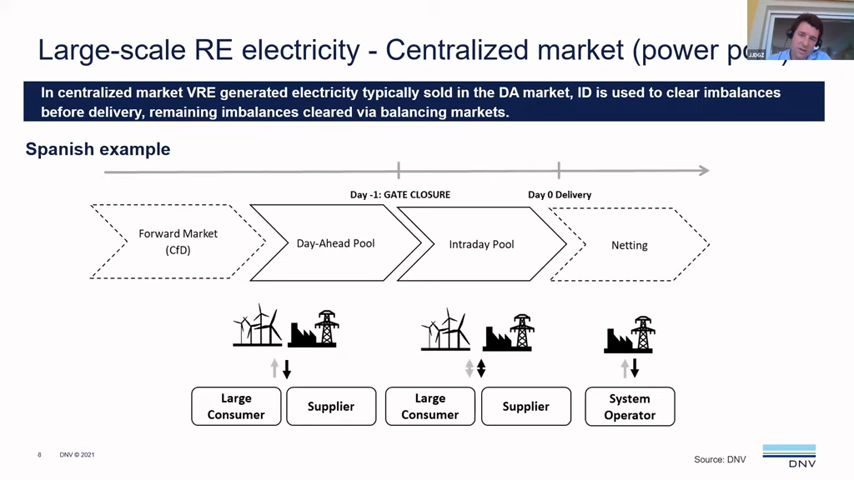 Large-scale RE electricity - Centralized market (power p
JJDGZ
In centralized market VRE generated electricity typically sold in the DA market, ID is used to clear imbalances
before delivery, remaining imbalances cleared via balancing markets.
Spanish example
Day -1: GATE CLOSURE
Day 0 Delivery
Forward Market
(CfD)
Day-Ahead Pool
Intraday Pool
Netting
Large
Consumer
Supplier
Large
Consumer
Supplier
System
Operator
8
DNV © 2021
Source: DNV
DNV